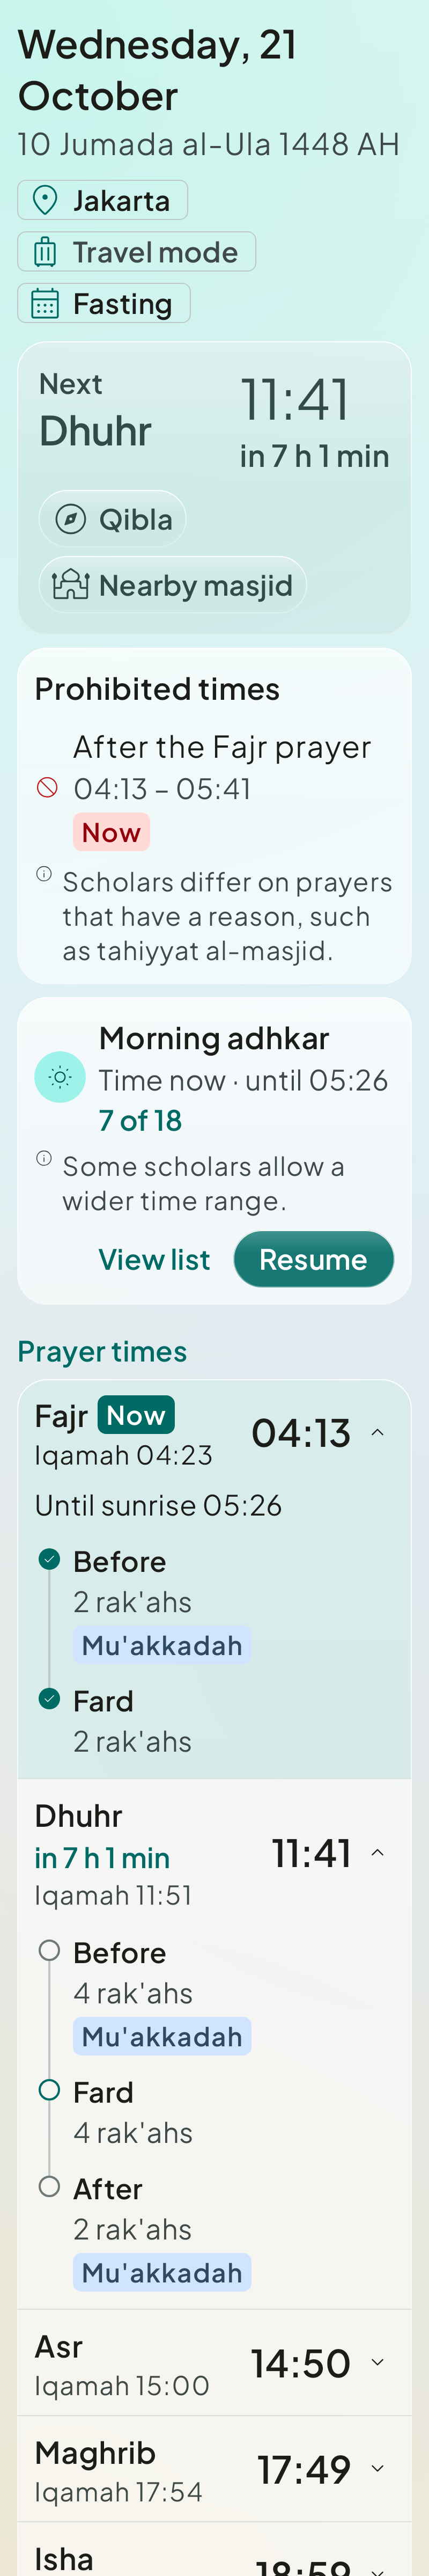 Wednesday, 21
October
10 Jumada al-Ula 1448 AH
Jakarta
Travel mode
Fasting
Next
Dhuhr
11:41
in 7 h 1 min
Qibla
Nearby masjid
Prohibited times
After the Fajr prayer
04:13 – 05:41
Now
Scholars differ on prayers
that have a reason, such
as tahiyyat al-masjid.
Morning adhkar
Time now · until 05:26
7 of 18
Some scholars allow a
wider time range.
View list
Resume
Prayer times
Fajr Now
Iqamah 04:23
04:13
Until sunrise 05:26
Before
2 rak'ahs
Mu'akkadah
Fard
2 rak'ahs
Dhuhr
in 7 h 1 min
Iqamah 11:51
11:41
Before
4 rak'ahs
Mu'akkadah
Fard
4 rak'ahs
After
2 rak'ahs
Mu'akkadah
Asr
Iqamah 15:00
14:50
Maghrib
Iqamah 17:54
17:49
Isha
18:59